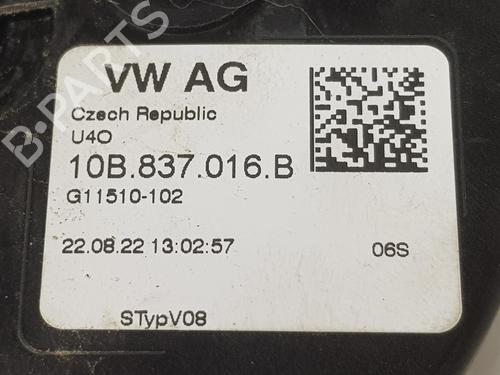 VW AG
Czech Republic
U4O
10B.837.016.B
G11510-102
22.08.22 13:02:57
06S
STypV08
B-PARTS